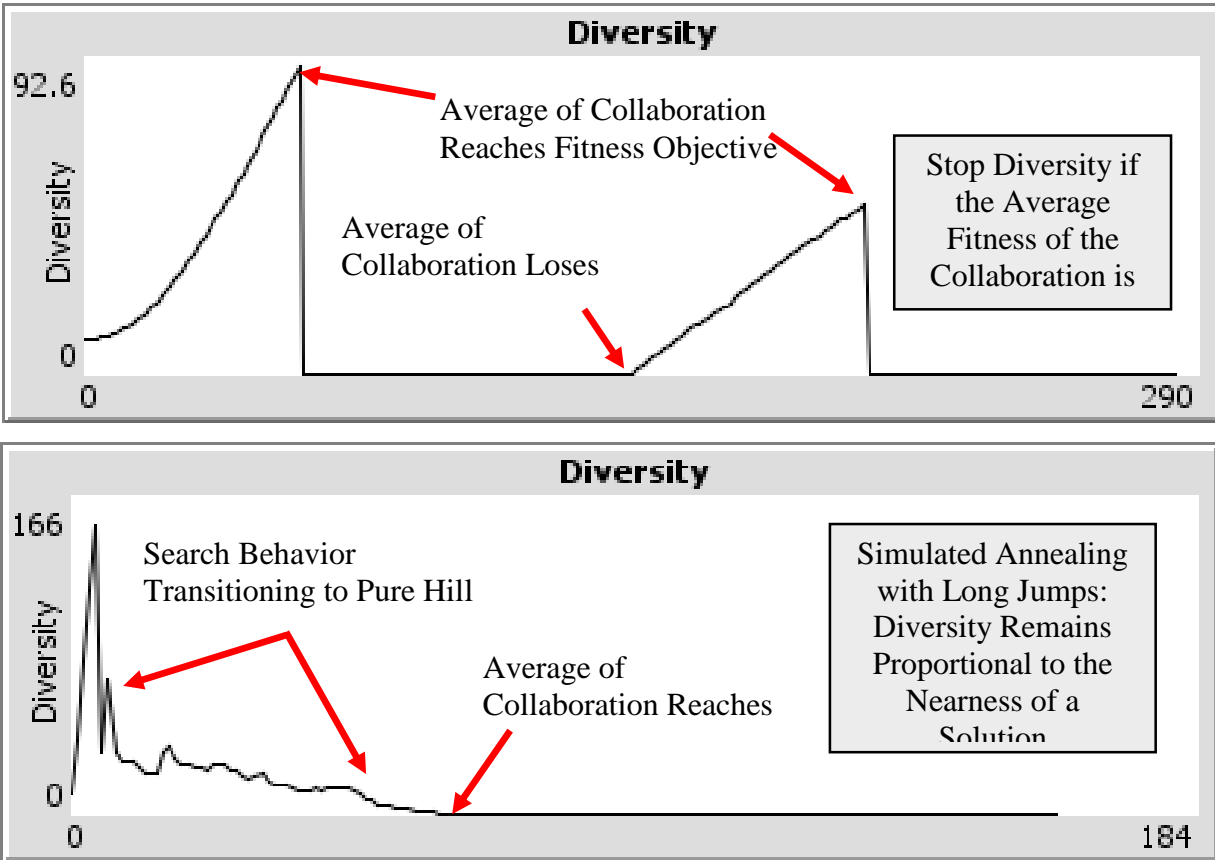 Diversity
92.6
Diversity
0
0
290
Average of Collaboration
Reaches Fitness Objective
Average of
Collaboration Loses
Stop Diversity if
the Average
Fitness of the
Collaboration is
Diversity
166
Diversity
0
0
184
Search Behavior
Transitioning to Pure Hill
Average of
Collaboration Reaches
Simulated Annealing
with Long Jumps:
Diversity Remains
Proportional to the
Nearness of a
Solution